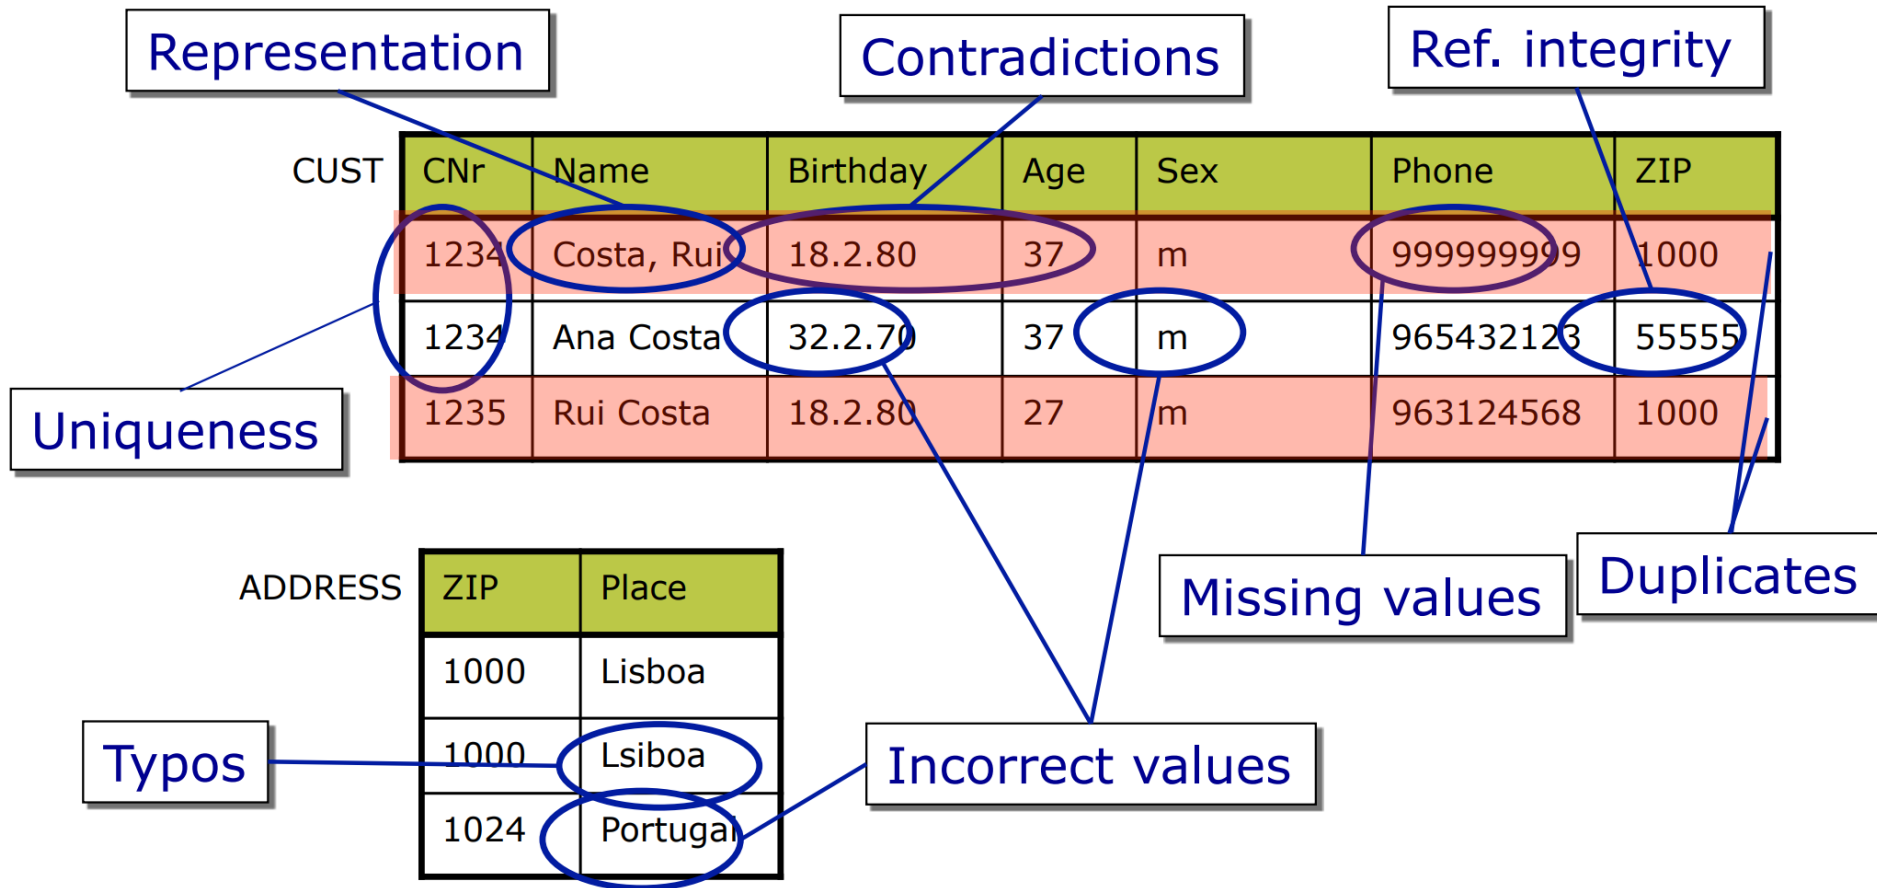 Representation
Contradictions
Ref. integrity
CUST
CNr Name Birthday Age Sex Phone ZIP
1234 Costa, Rui 18.2.80 37 m 999999999 1000
1234 Ana Costa 32.2.70 37 m 965432123 55555
1235 Rui Costa 18.2.80 27 m 963124568 1000
Uniqueness
Missing values
Duplicates
ADDRESS
ZIP Place
1000 Lisboa
1000 Lsiboa
1024 Portugal
Typos
Incorrect values